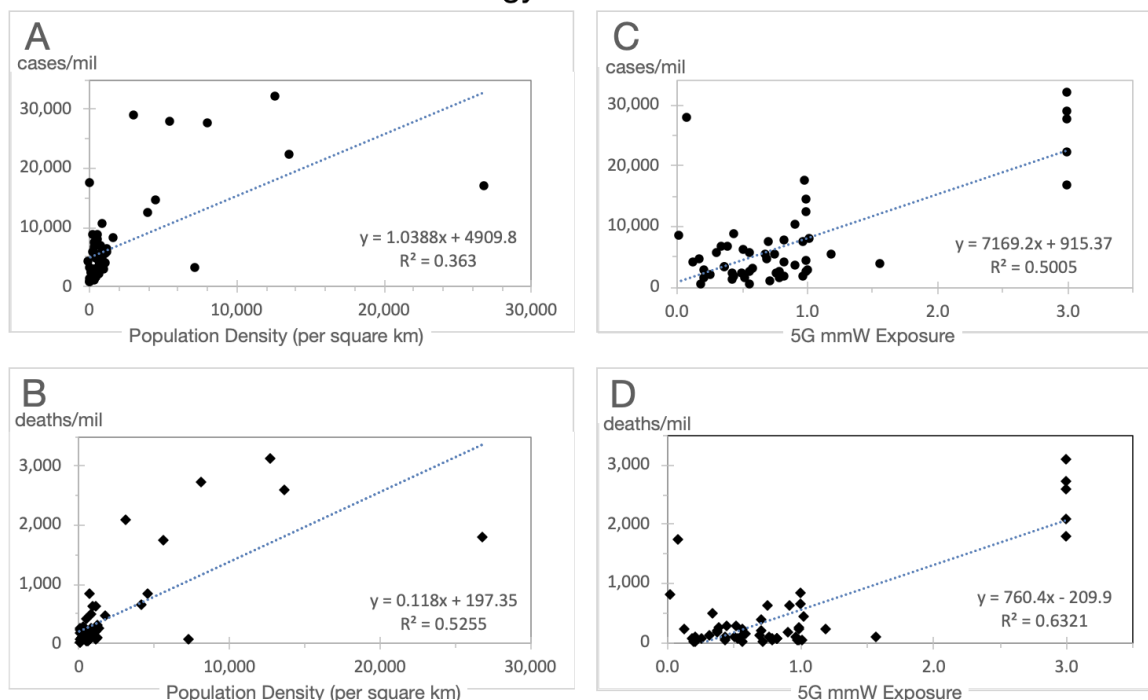 A
cases/mil
30,000
20,000
10,000
0
y = 1.0388x + 4909.8
R² = 0.363
0 10,000 20,000 30,000
Population Density (per square km)
C
cases/mil
30,000
20,000
10,000
0
y = 7169.2x + 915.37
R² = 0.5005
0.0 1.0 2.0 3.0
5G mmW Exposure
B
deaths/mil
3,000
2,000
1,000
0
y = 0.118x + 197.35
R² = 0.5255
0 10,000 20,000 30,000
Population Density (per square km)
D
deaths/mil
3,000
2,000
1,000
0
y = 760.4x - 209.9
R² = 0.6321
0.0 1.0 2.0 3.0
5G mmW Exposure